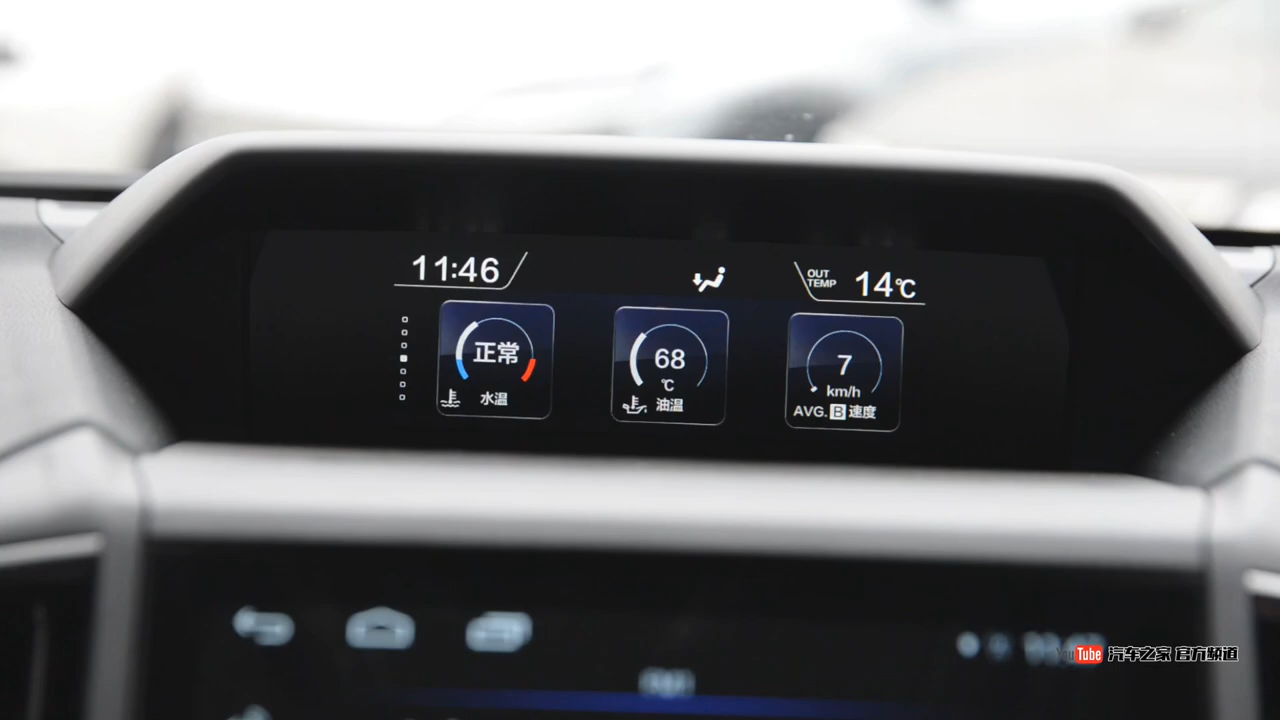 11:46
OUT TEMP 14℃
正常
水温
68
℃
油温
7
km/h
AVG. B 速度
YouTube 汽车之家 官方频道